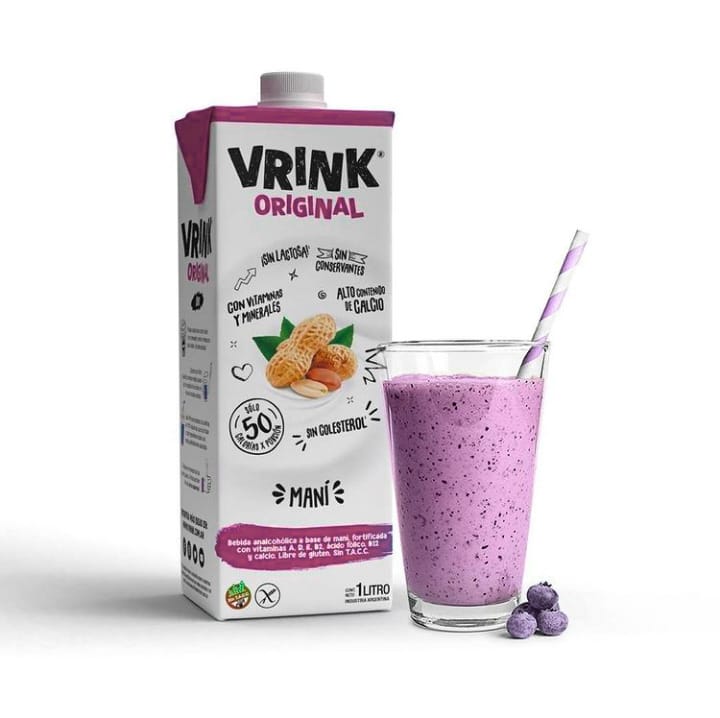 VRINK®
ORIGINAL
¡SIN LACTOSA!
SIN
CONSERVANTES
CON VITAMINAS
Y MINERALES
ALTO CONTENIDO
DE CALCIO
SÓLO
50
CALORÍAS X PORCIÓN
SIN COLESTEROL
MANÍ
Bebida analcohólica a base de maní, fortificada
con vitaminas A, D, E, B2, ácido fólico, B12
y calcio. Libre de gluten. Sin T.A.C.C.
CONT.
NETO
1 LITRO
INDUSTRIA ARGENTINA
VRINK
ORIGINAL